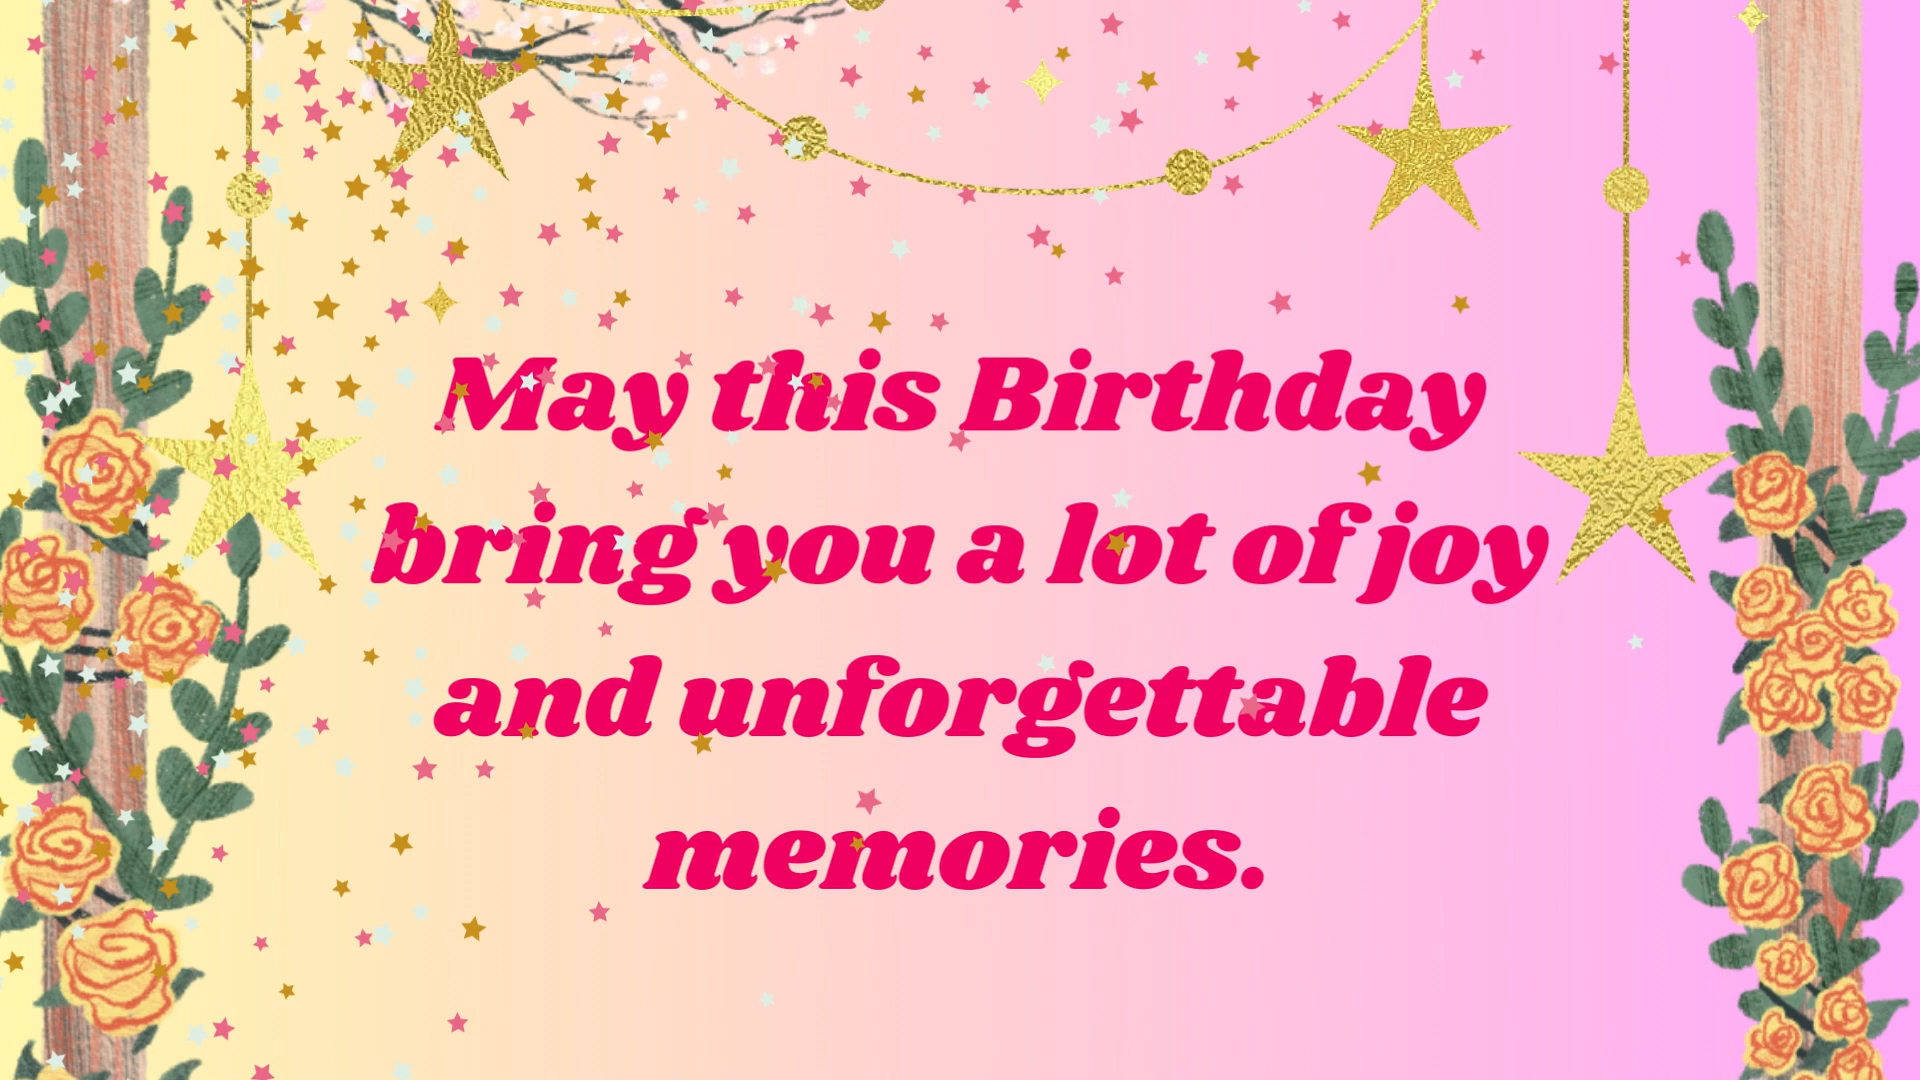 May this Birthday
bring you a lot of joy
and unforgettable
memories.